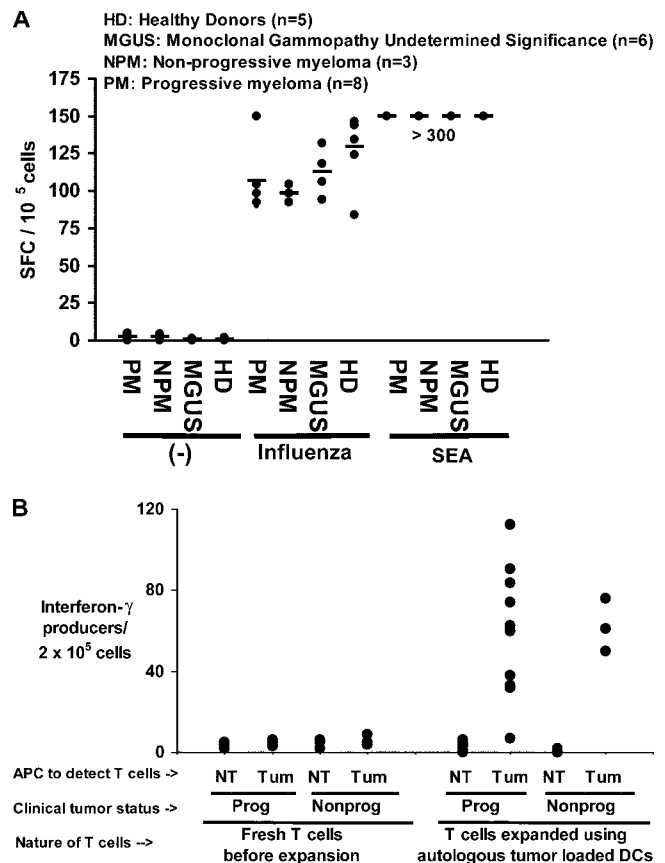 A
HD: Healthy Donors (n=5)
MGUS: Monoclonal Gammopathy Undetermined Significance (n=6)
NPM: Non-progressive myeloma (n=3)
PM: Progressive myeloma (n=8)
SFC / 10 5 cells
175
150
125
100
75
50
25
0
> 300
PM
NPM
MGUS
HD
PM
NPM
MGUS
HD
PM
NPM
MGUS
HD
(-)
Influenza
SEA
B
Interferon-γ
producers/
2 x 10^5 cells
120
80
40
0
APC to detect T cells -> NT Tum NT Tum NT Tum NT Tum
Clinical tumor status -> Prog Nonprog Prog Nonprog
Nature of T cells --> Fresh T cells T cells expanded using
before expansion autologous tumor loaded DCs